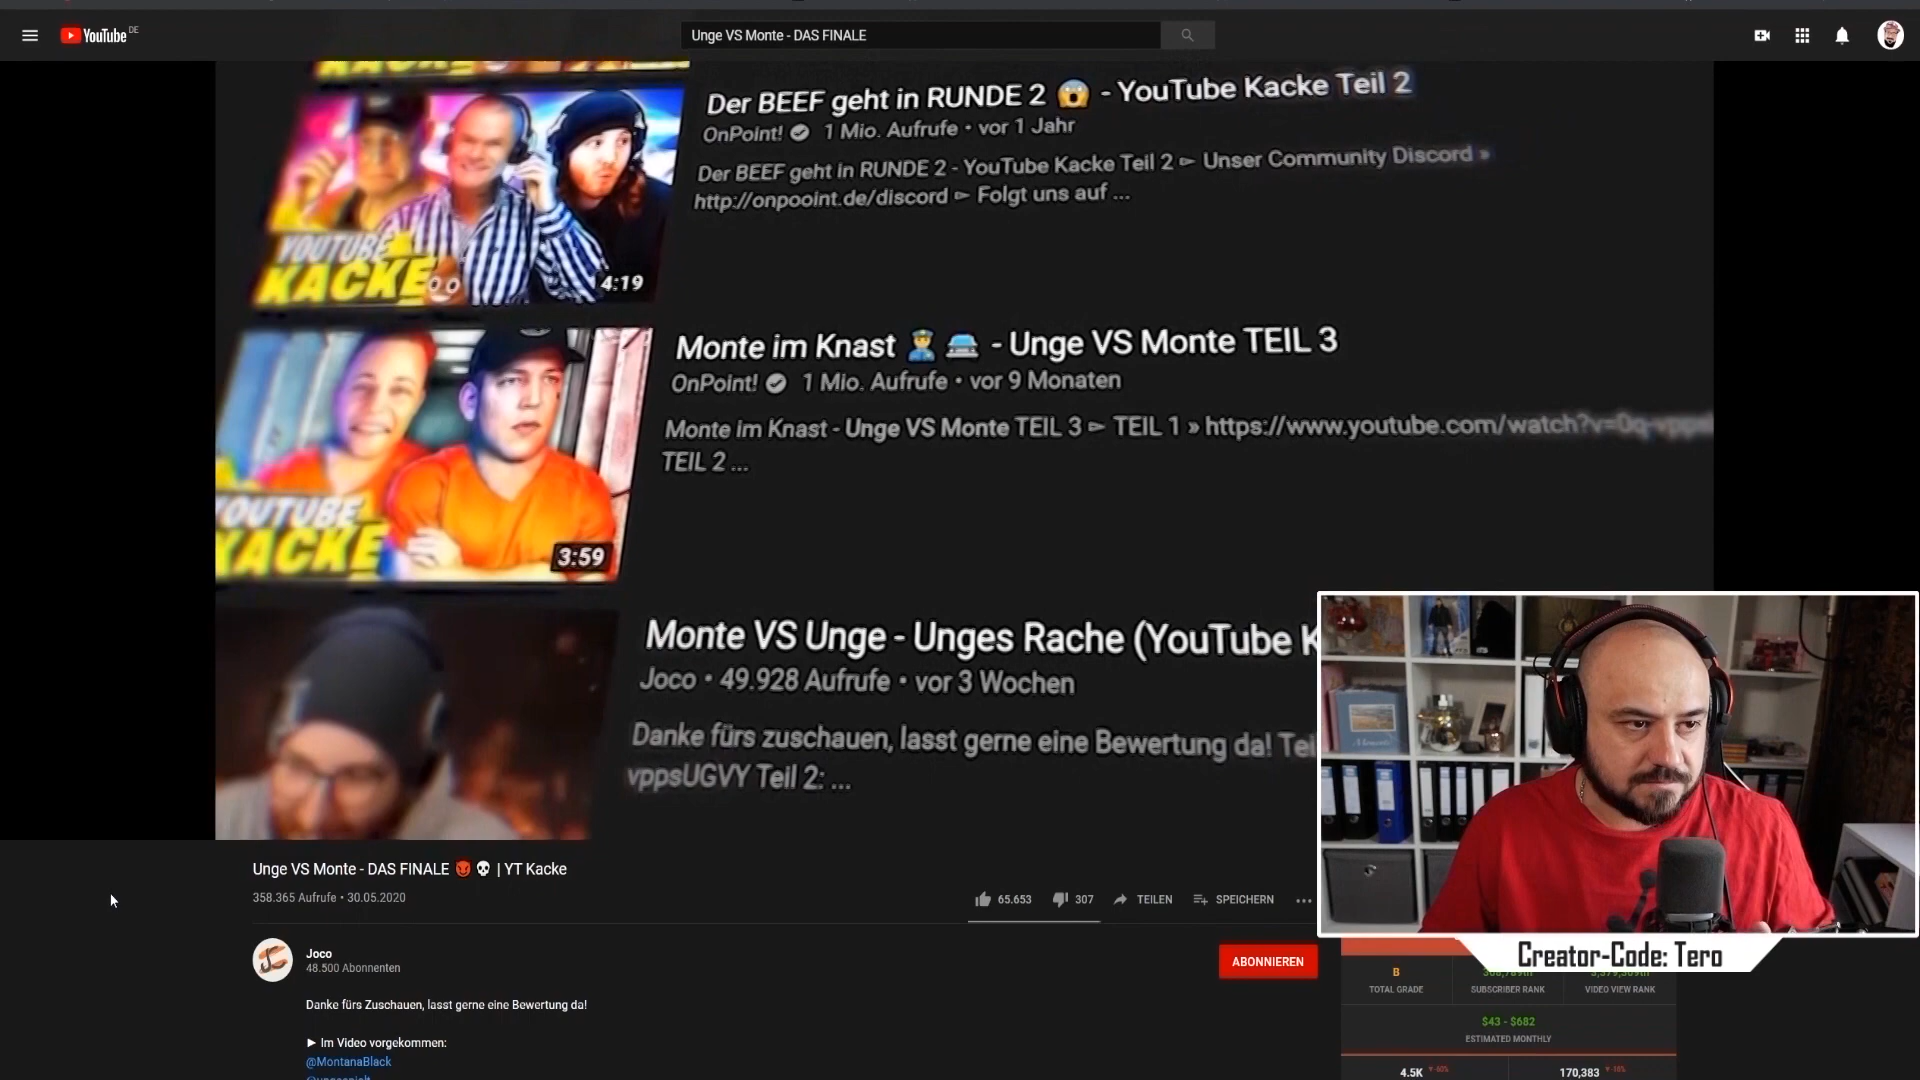 YouTube DE
Unge VS Monte - DAS FINALE
KACKE
Der BEEF geht in RUNDE 2 😱 - YouTube Kacke Teil 2
OnPoint! 1 Mio. Aufrufe • vor 1 Jahr
Der BEEF geht in RUNDE 2 - YouTube Kacke Teil 2 ► Unser Community Discord »
http://onpooint.de/discord ► Folgt uns auf ...
YOUTUBE
KACKE
4:19
Monte im Knast 👮 🚔 - Unge VS Monte TEIL 3
OnPoint! 1 Mio. Aufrufe • vor 9 Monaten
Monte im Knast - Unge VS Monte TEIL 3 ► TEIL 1 » https://www.youtube.com/watch?v=0q-vpps
TEIL 2 ...
YOUTUBE
KACKE
3:59
Monte VS Unge - Unges Rache (YouTube K
Joco • 49.928 Aufrufe • vor 3 Wochen
Danke fürs zuschauen, lasst gerne eine Bewertung da! Tei
vppsUGVY Teil 2: ...
Unge VS Monte - DAS FINALE 👿 💀 | YT Kacke
358.365 Aufrufe • 30.05.2020
65.653 307 TEILEN SPEICHERN ...
Joco
48.500 Abonnenten
ABONNIEREN
Danke fürs Zuschauen, lasst gerne eine Bewertung da!
► Im Video vorgekommen:
@MontanaBlack
Creator-Code: Tero
B
TOTAL GRADE SUBSCRIBER RANK VIDEO VIEW RANK
$43 - $682
ESTIMATED MONTHLY
4.5K 170,383